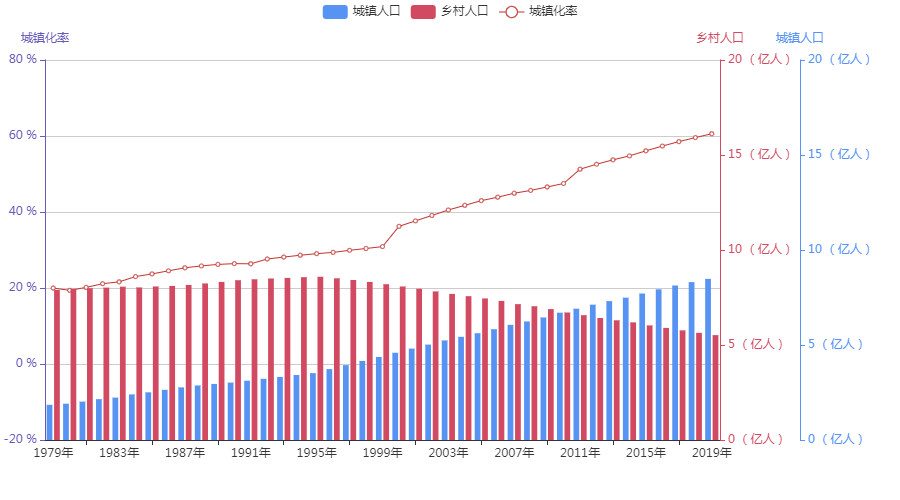 城镇人口 乡村人口 城镇化率
城镇化率 乡村人口 城镇人口
80 % 20 （亿人） 20 （亿人）
60 % 15 （亿人） 15 （亿人）
40 % 10 （亿人） 10 （亿人）
20 % 5 （亿人） 5 （亿人）
0 % 0 （亿人） 0 （亿人）
-20 %
1979年 1983年 1987年 1991年 1995年 1999年 2003年 2007年 2011年 2015年 2019年